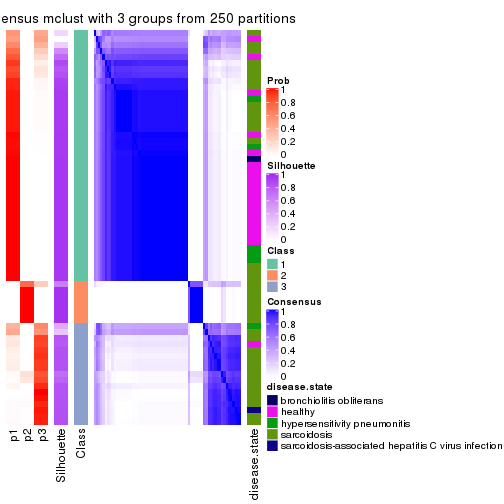 ensus mclust with 3 groups from 250 partitions
Prob
1
0.8
0.6
0.4
0.2
0
Silhouette
1
0.8
0.6
0.4
0.2
0
Class
1
2
3
Consensus
1
0.8
0.6
0.4
0.2
0
disease.state
bronchiolitis obliterans
healthy
hypersensitivity pneumonitis
sarcoidosis
sarcoidosis-associated hepatitis C virus infection
p1
p2
p3
Silhouette
Class
disease.state